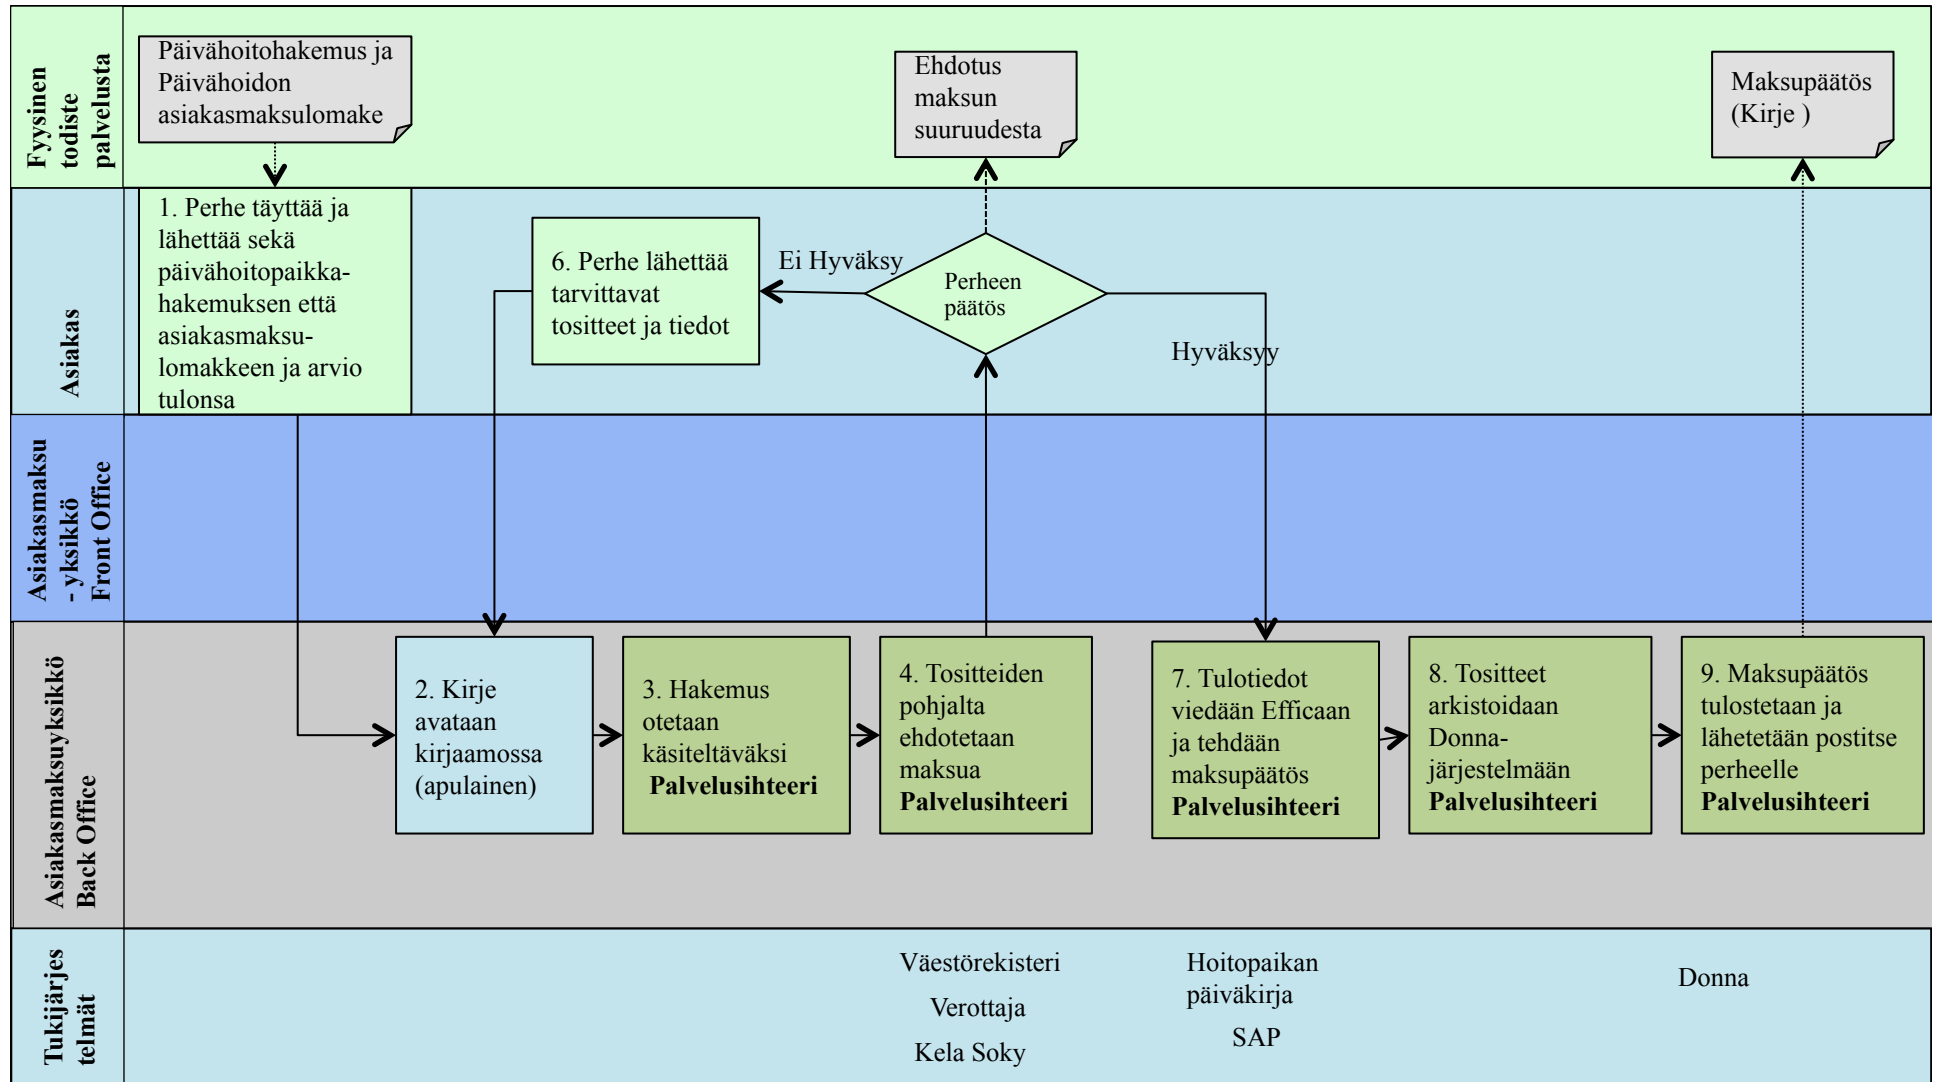 Fyysinen
todiste
palvelusta
Päivähoitohakemus ja
Päivähoidon
asiakasmaksulomake
Ehdotus
maksun
suuruudesta
Maksupäätös
(Kirje )
Asiakas
1. Perhe täyttää ja
lähettää sekä
päivähoitopaikka-
hakemuksen että
asiakasmaksu-
lomakkeen ja arvio
tulonsa
6. Perhe lähettää
tarvittavat
tositteet ja tiedot
Ei Hyväksy
Perheen
päätös
Hyväksyy
Asiakasmaksu
- yksikkö
Front Office
Asiakasmaksuyksikkö
Back Office
2. Kirje
avataan
kirjaamossa
(apulainen)
3. Hakemus
otetaan
käsiteltäväksi
Palvelusihteeri
4. Tositteiden
pohjalta
ehdotetaan
maksua
Palvelusihteeri
7. Tulotiedot
viedään Efficaan
ja tehdään
maksupäätös
Palvelusihteeri
8. Tositteet
arkistoidaan
Donna-
järjestelmään
Palvelusihteeri
9. Maksupäätös
tulostetaan ja
lähetetään postitse
perheelle
Palvelusihteeri
Tukijärjes
telmät
Väestörekisteri
Verottaja
Kela Soky
Hoitopaikan
päiväkirja
SAP
Donna